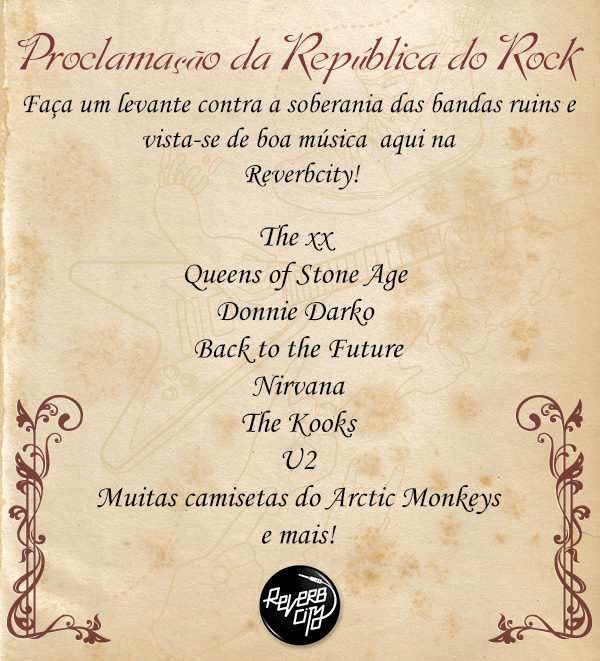 Proclamação da República do Rock
Faça um levante contra a soberania das bandas ruins e
vista-se de boa música aqui na
Reverbcity!
The xx
Queens of Stone Age
Donnie Darko
Back to the Future
Nirvana
The Kooks
U2
Muitas camisetas do Arctic Monkeys
e mais!
ReveRb
City